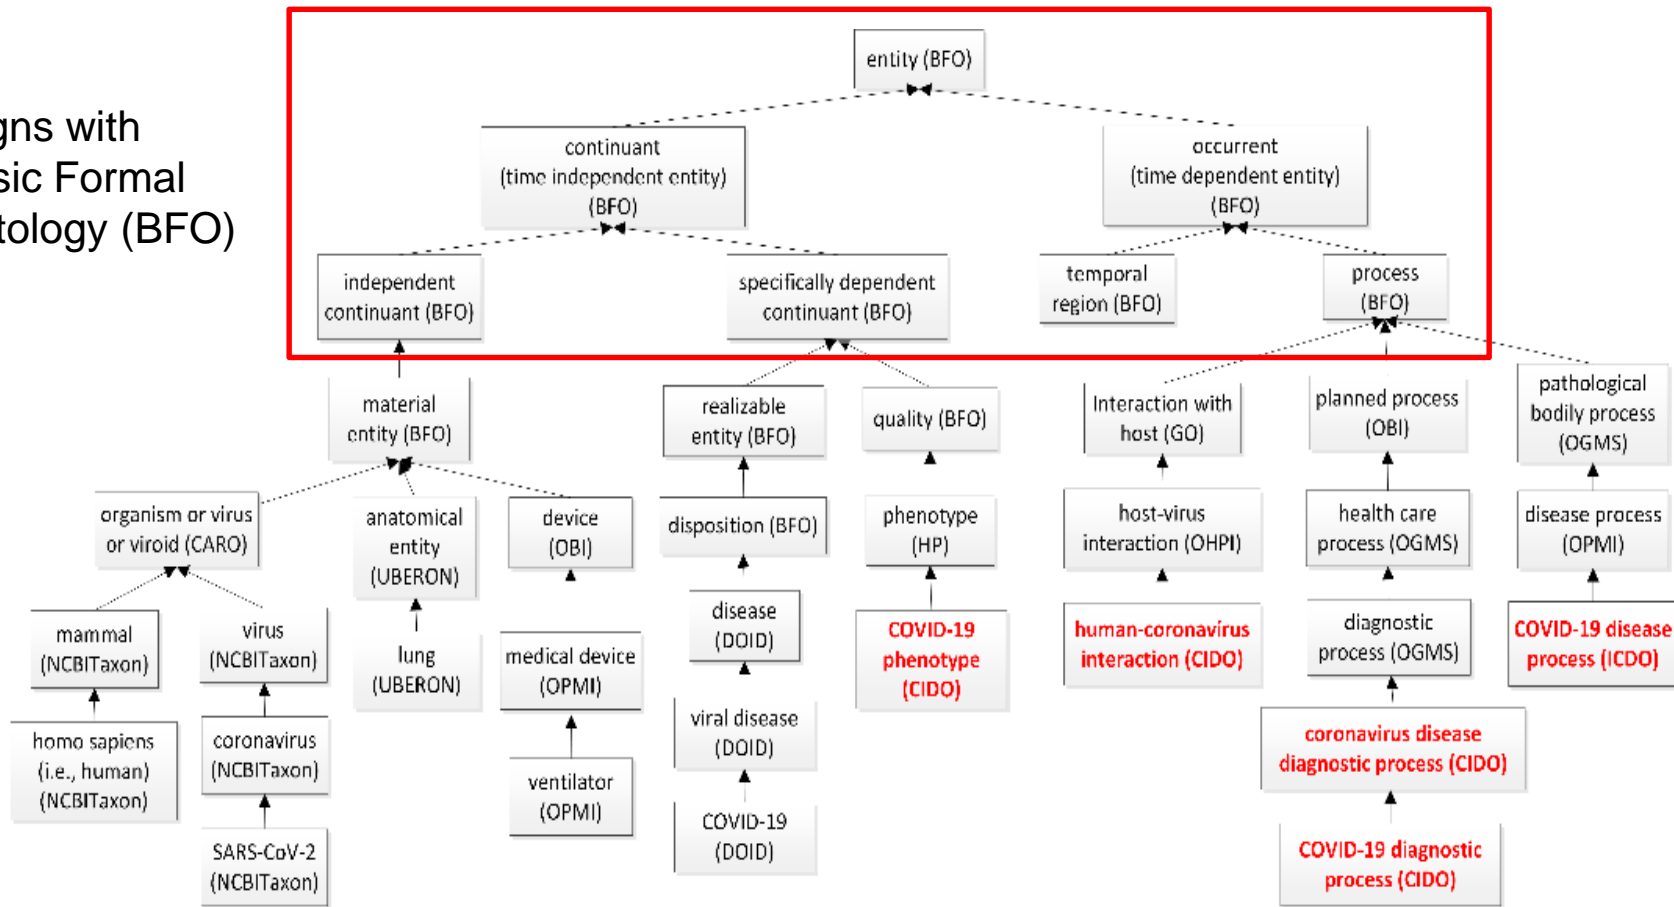 gns with
sic Formal
tology (BFO)
entity (BFO)
continuant
(time independent entity)
(BFO)
occurrent
(time dependent entity)
(BFO)
independent
continuant (BFO)
specifically dependent
continuant (BFO)
temporal
region (BFO)
process
(BFO)
material
entity (BFO)
realizable
entity (BFO)
quality (BFO)
Interaction with
host (GO)
planned process
(OBI)
pathological
bodily process
(OGMS)
organism or virus
or viroid (CARO)
anatomical
entity
(UBERON)
device
(OBI)
disposition (BFO)
phenotype
(HP)
host-virus
interaction (OHPI)
health care
process (OGMS)
disease process
(OPMI)
mammal
(NCBITaxon)
virus
(NCBITaxon)
lung
(UBERON)
medical device
(OPMI)
disease
(DOID)
COVID-19
phenotype
(CIDO)
human-coronavirus
interaction (CIDO)
diagnostic
process (OGMS)
COVID-19 disease
process (ICDO)
homo sapiens
(i.e., human)
(NCBITaxon)
coronavirus
(NCBITaxon)
ventilator
(OPMI)
viral disease
(DOID)
coronavirus disease
diagnostic process (CIDO)
SARS-CoV-2
(NCBITaxon)
COVID-19
(DOID)
COVID-19 diagnostic
process (CIDO)